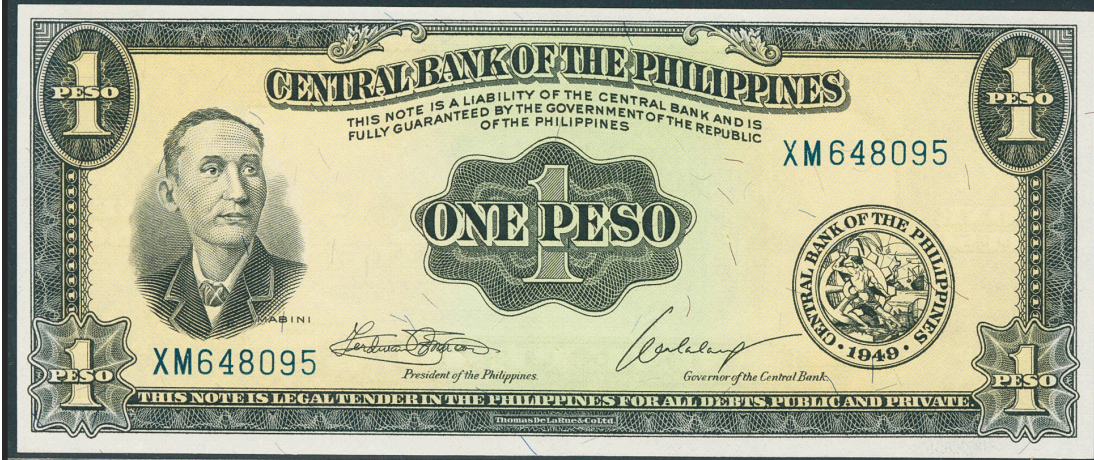 1
PESO
1
PESO
CENTRAL BANK OF THE PHILIPPINES
THIS NOTE IS A LIABILITY OF THE CENTRAL BANK AND IS
FULLY GUARANTEED BY THE GOVERNMENT OF THE REPUBLIC
OF THE PHILIPPINES
XM648095
1
ONE PESO
CENTRAL BANK OF THE PHILIPPINES
• 1949 •
MABINI
XM648095
President of the Philippines.
Governor of the Central Bank.
1
PESO
1
PESO
THIS NOTE IS LEGAL TENDER IN THE PHILIPPINES FOR ALL DEBTS, PUBLIC AND PRIVATE
Thomas De La Rue & Co Ltd.